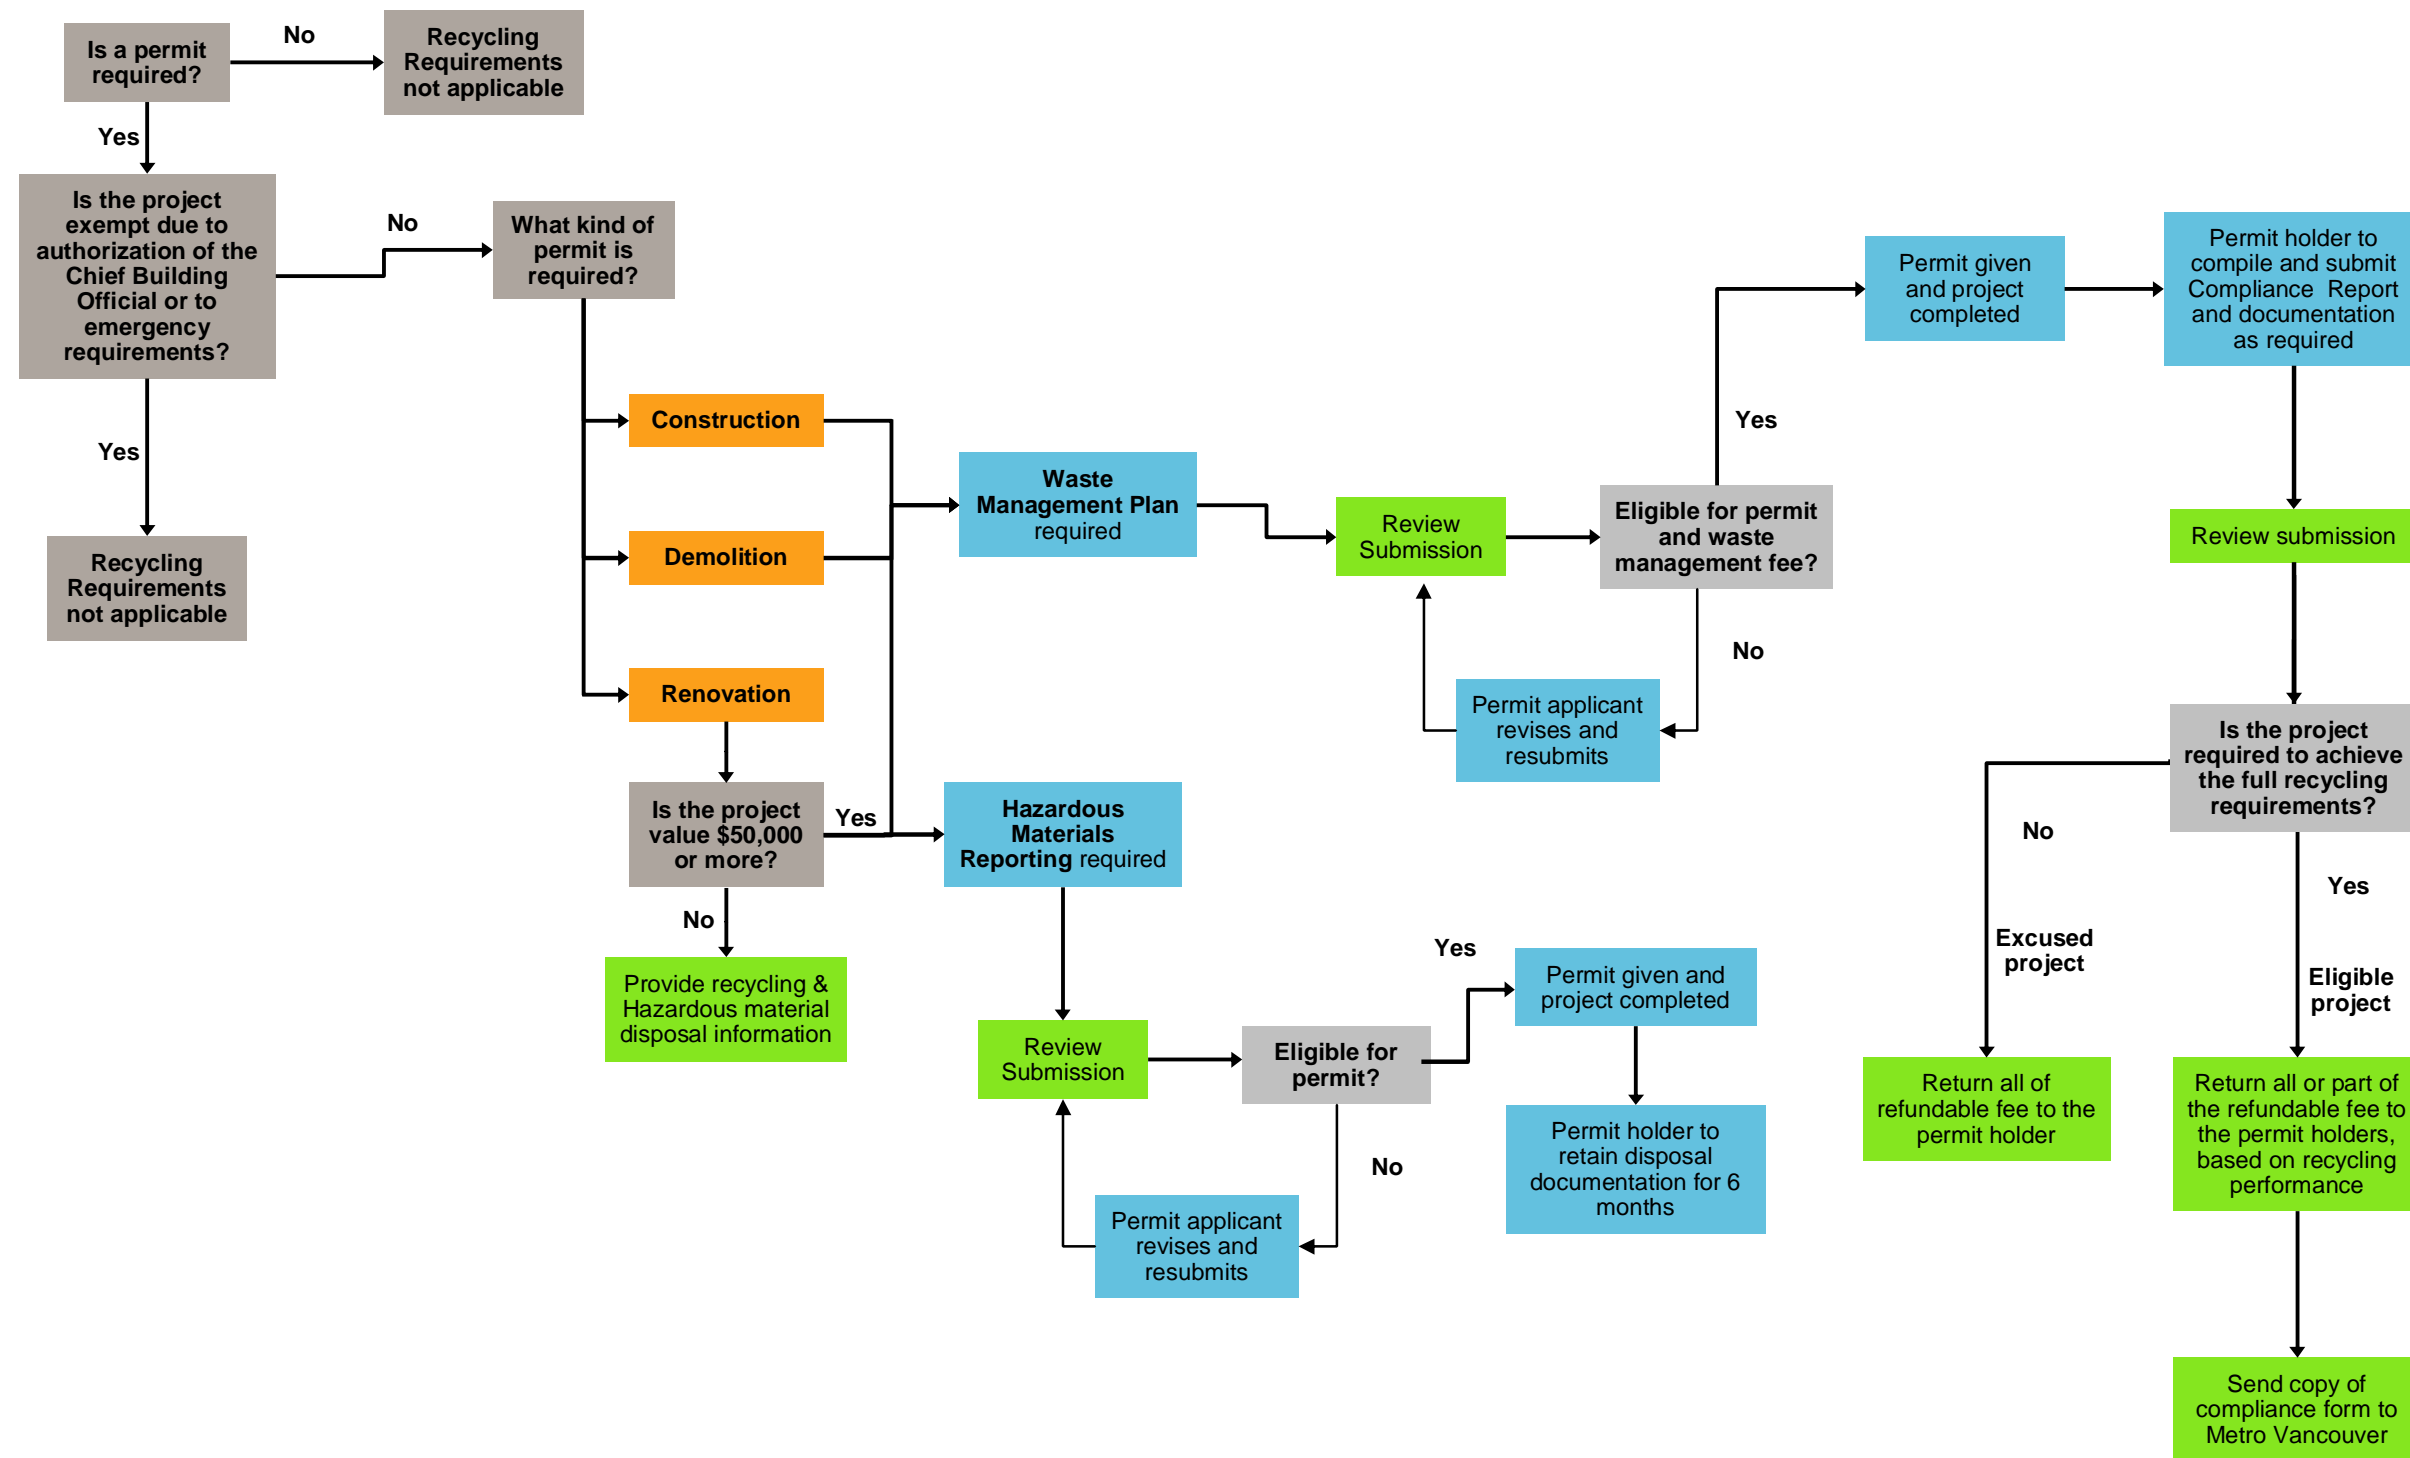 Is a permit
required?
No
Recycling
Requirements
not applicable
Yes
Is the project
exempt due to
authorization of the
Chief Building
Official or to
emergency
requirements?
No
What kind of
permit is
required?
Yes
Recycling
Requirements
not applicable
Construction
Demolition
Renovation
Is the project
value $50,000
or more?
Yes
No
Provide recycling &
Hazardous material
disposal information
Waste
Management Plan
required
Review
Submission
Eligible for permit
and waste
management fee?
No
Permit applicant
revises and
resubmits
Yes
Permit given
and project
completed
Permit holder to
compile and submit
Compliance  Report
and documentation
as required
Review submission
Is the project
required to achieve
the full recycling
requirements?
No
Excused
project
Return all of
refundable fee to the
permit holder
Yes
Eligible
project
Return all or part of
the refundable fee to
the permit holders,
based on recycling
performance
Send copy of
compliance form to
Metro Vancouver
Hazardous
Materials
Reporting required
Review
Submission
Eligible for
permit?
No
Permit applicant
revises and
resubmits
Yes
Permit given and
project completed
Permit holder to
retain disposal
documentation for 6
months